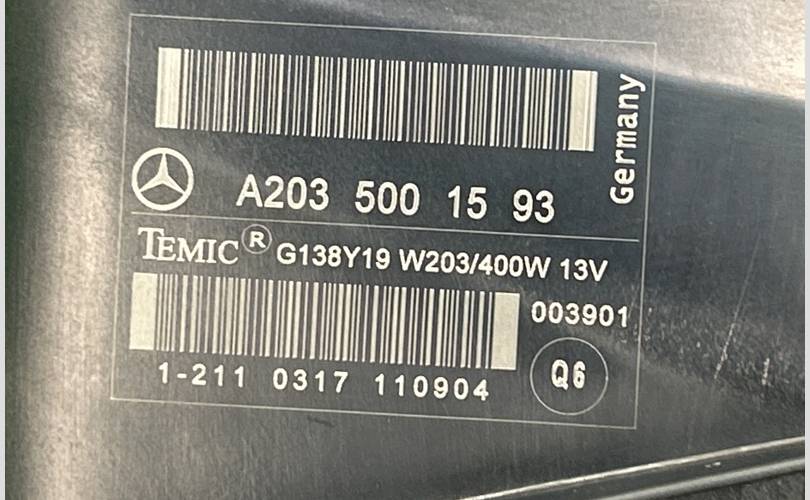 Germany
A203 500 15 93
TEMIC® G138Y19 W203/400W 13V
003901
1-211 0317 110904
Q6